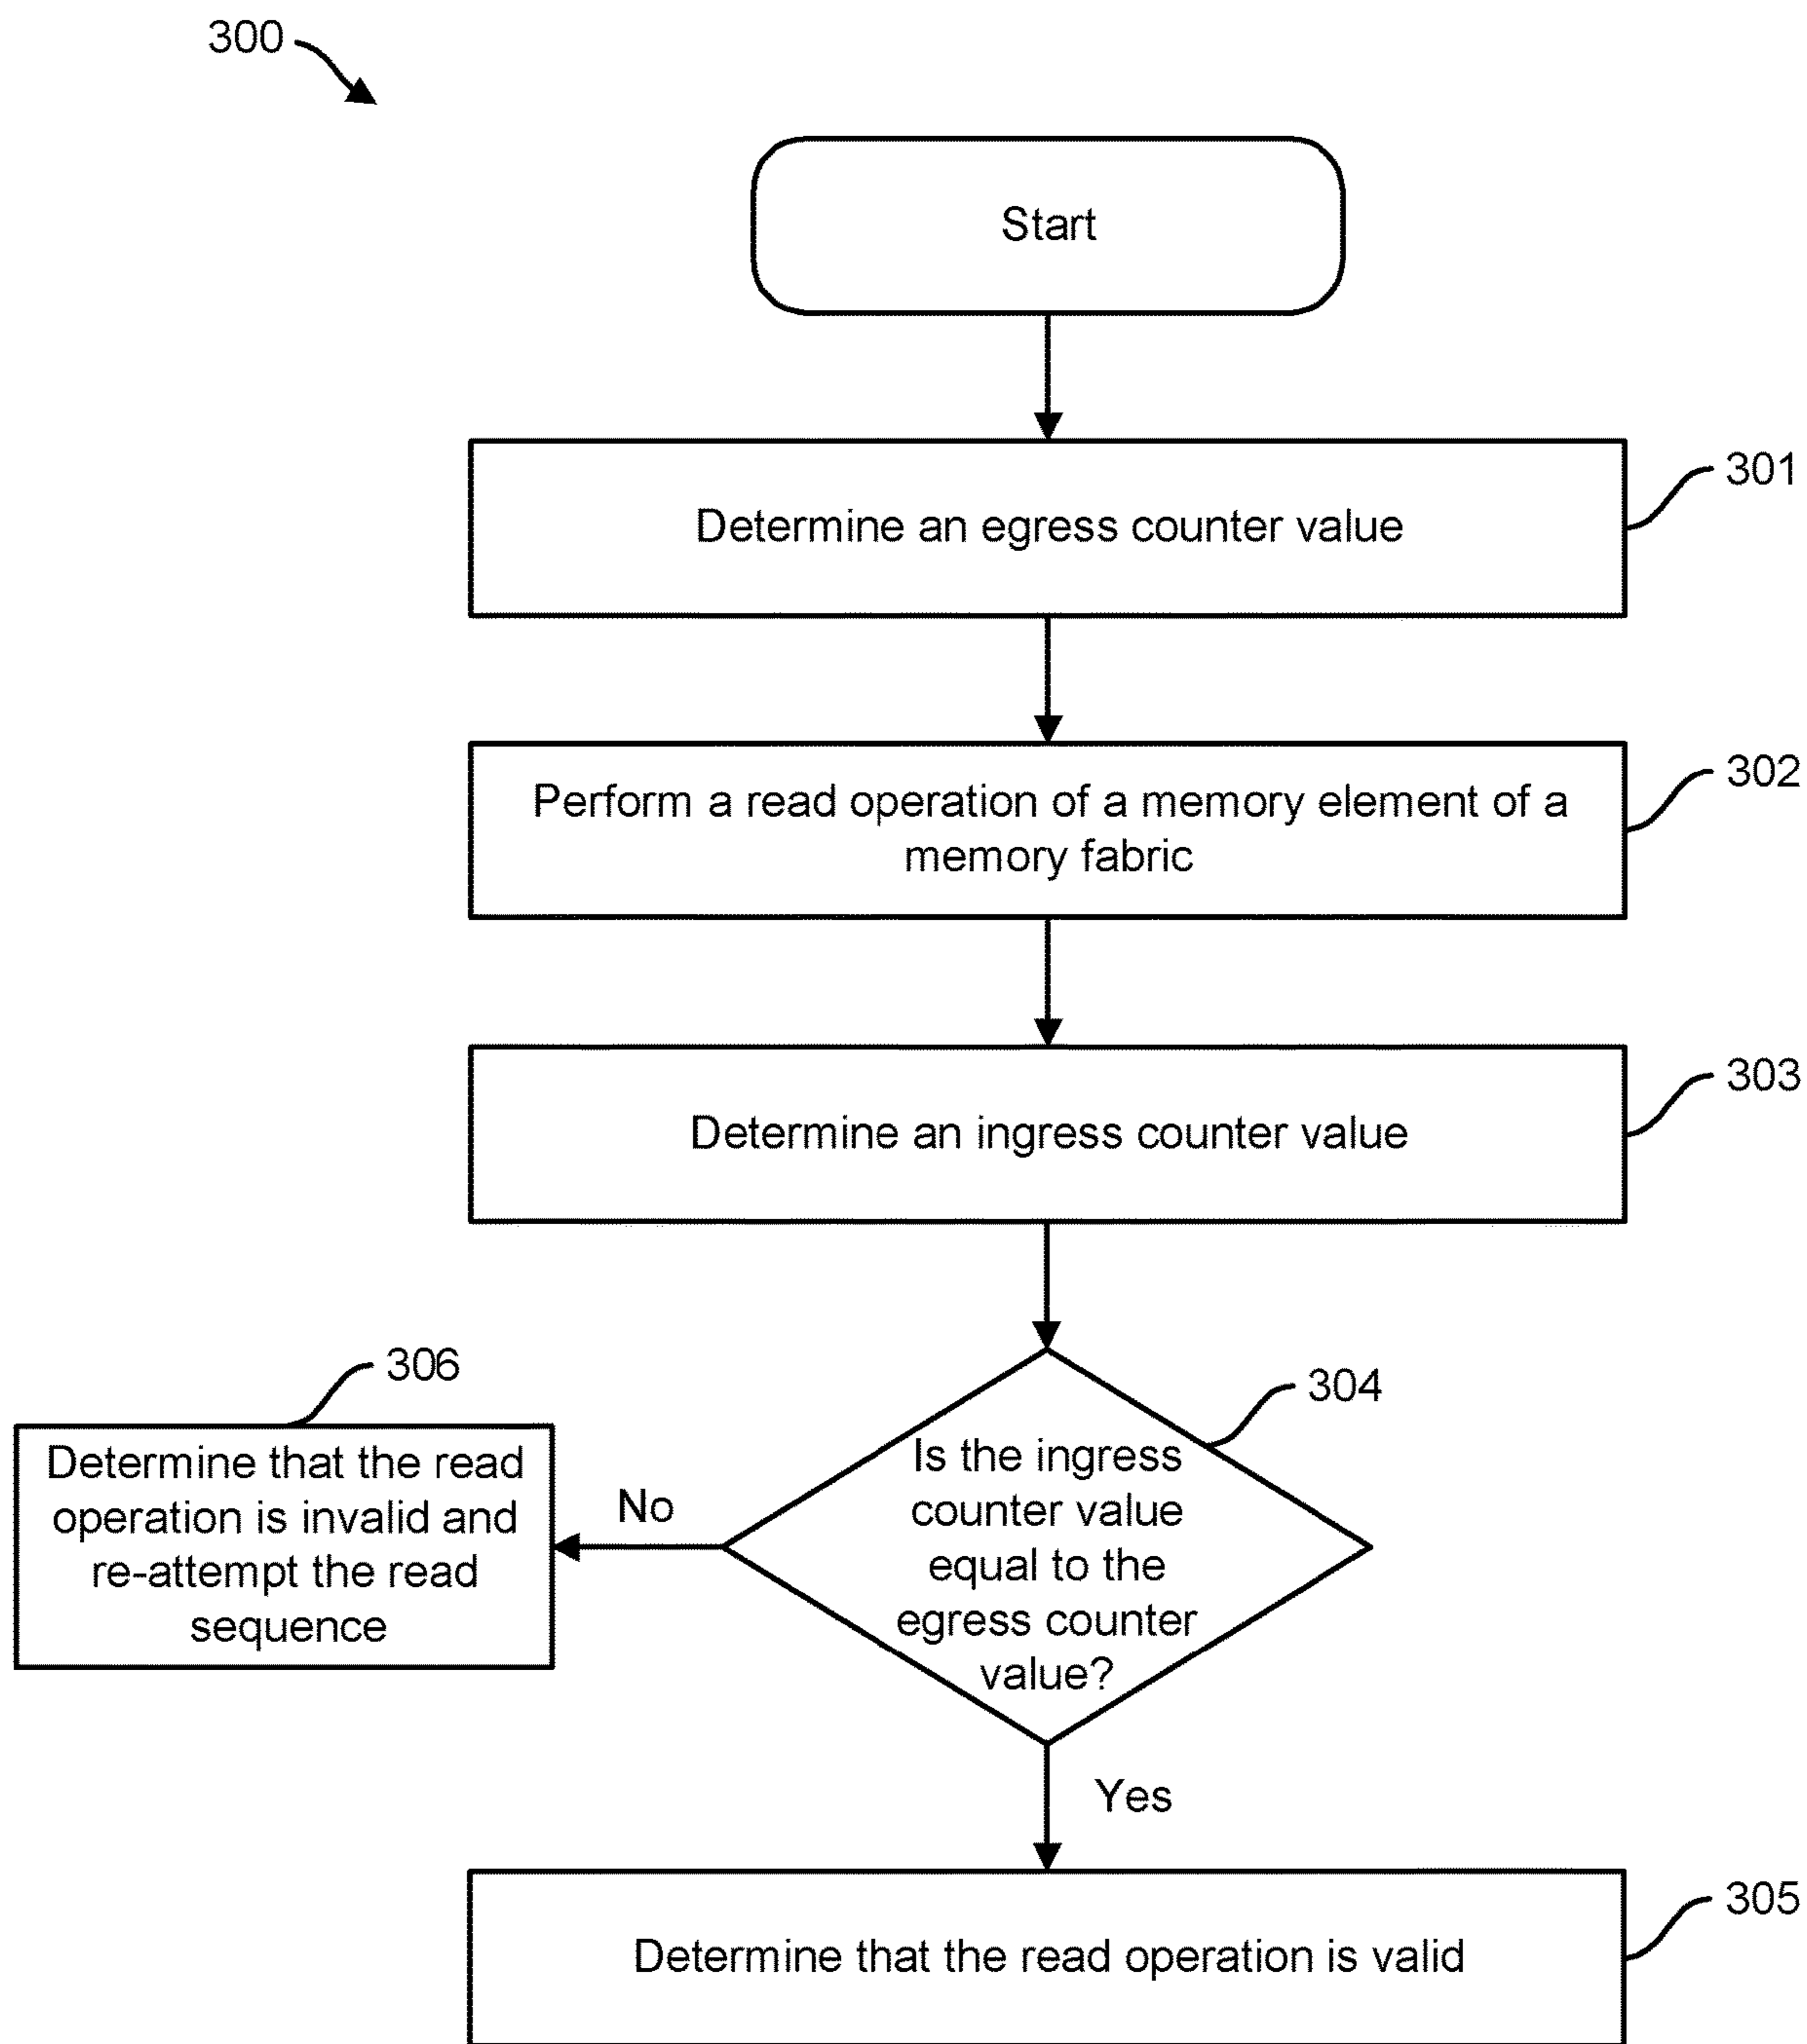 300
Start
301
Determine an egress counter value
302
Perform a read operation of a memory element of a
memory fabric
303
Determine an ingress counter value
304
Is the ingress
counter value
equal to the
egress counter
value?
306
Determine that the read
operation is invalid and
re-attempt the read
sequence
No
Yes
305
Determine that the read operation is valid